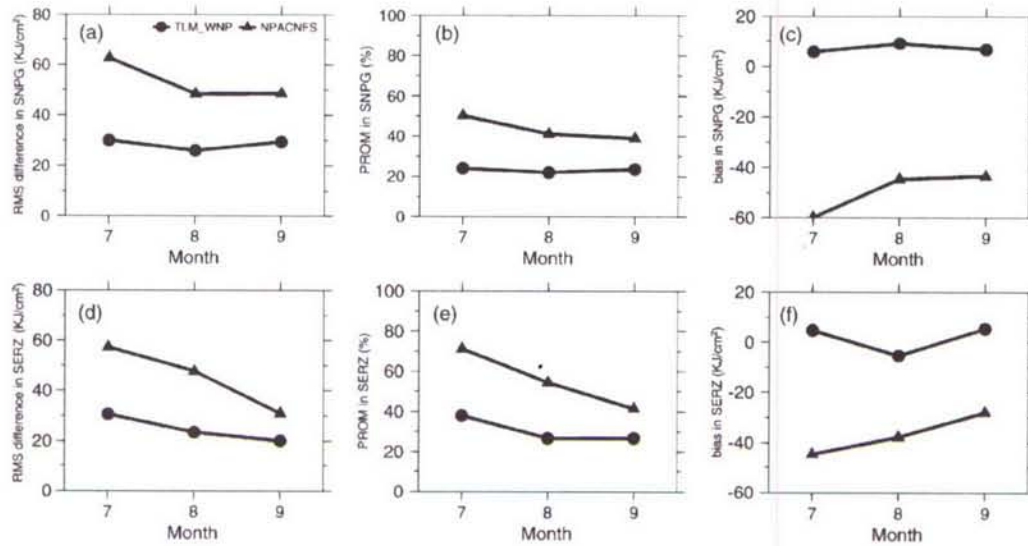 (a)
TLM_WNP NPACNFS
RMS difference in SNPG (KJ/cm²)
80
60
40
20
0
7 8 9
Month
(b)
PROM in SNPG (%)
100
80
60
40
20
0
7 8 9
Month
(c)
bias in SNPG (KJ/cm²)
20
0
-20
-40
-60
7 8 9
Month
(d)
RMS difference in SERZ (KJ/cm²)
80
60
40
20
0
7 8 9
Month
(e)
PROM in SERZ (%)
100
80
60
40
20
0
7 8 9
Month
(f)
bias in SERZ (KJ/cm²)
20
0
-20
-40
-60
7 8 9
Month